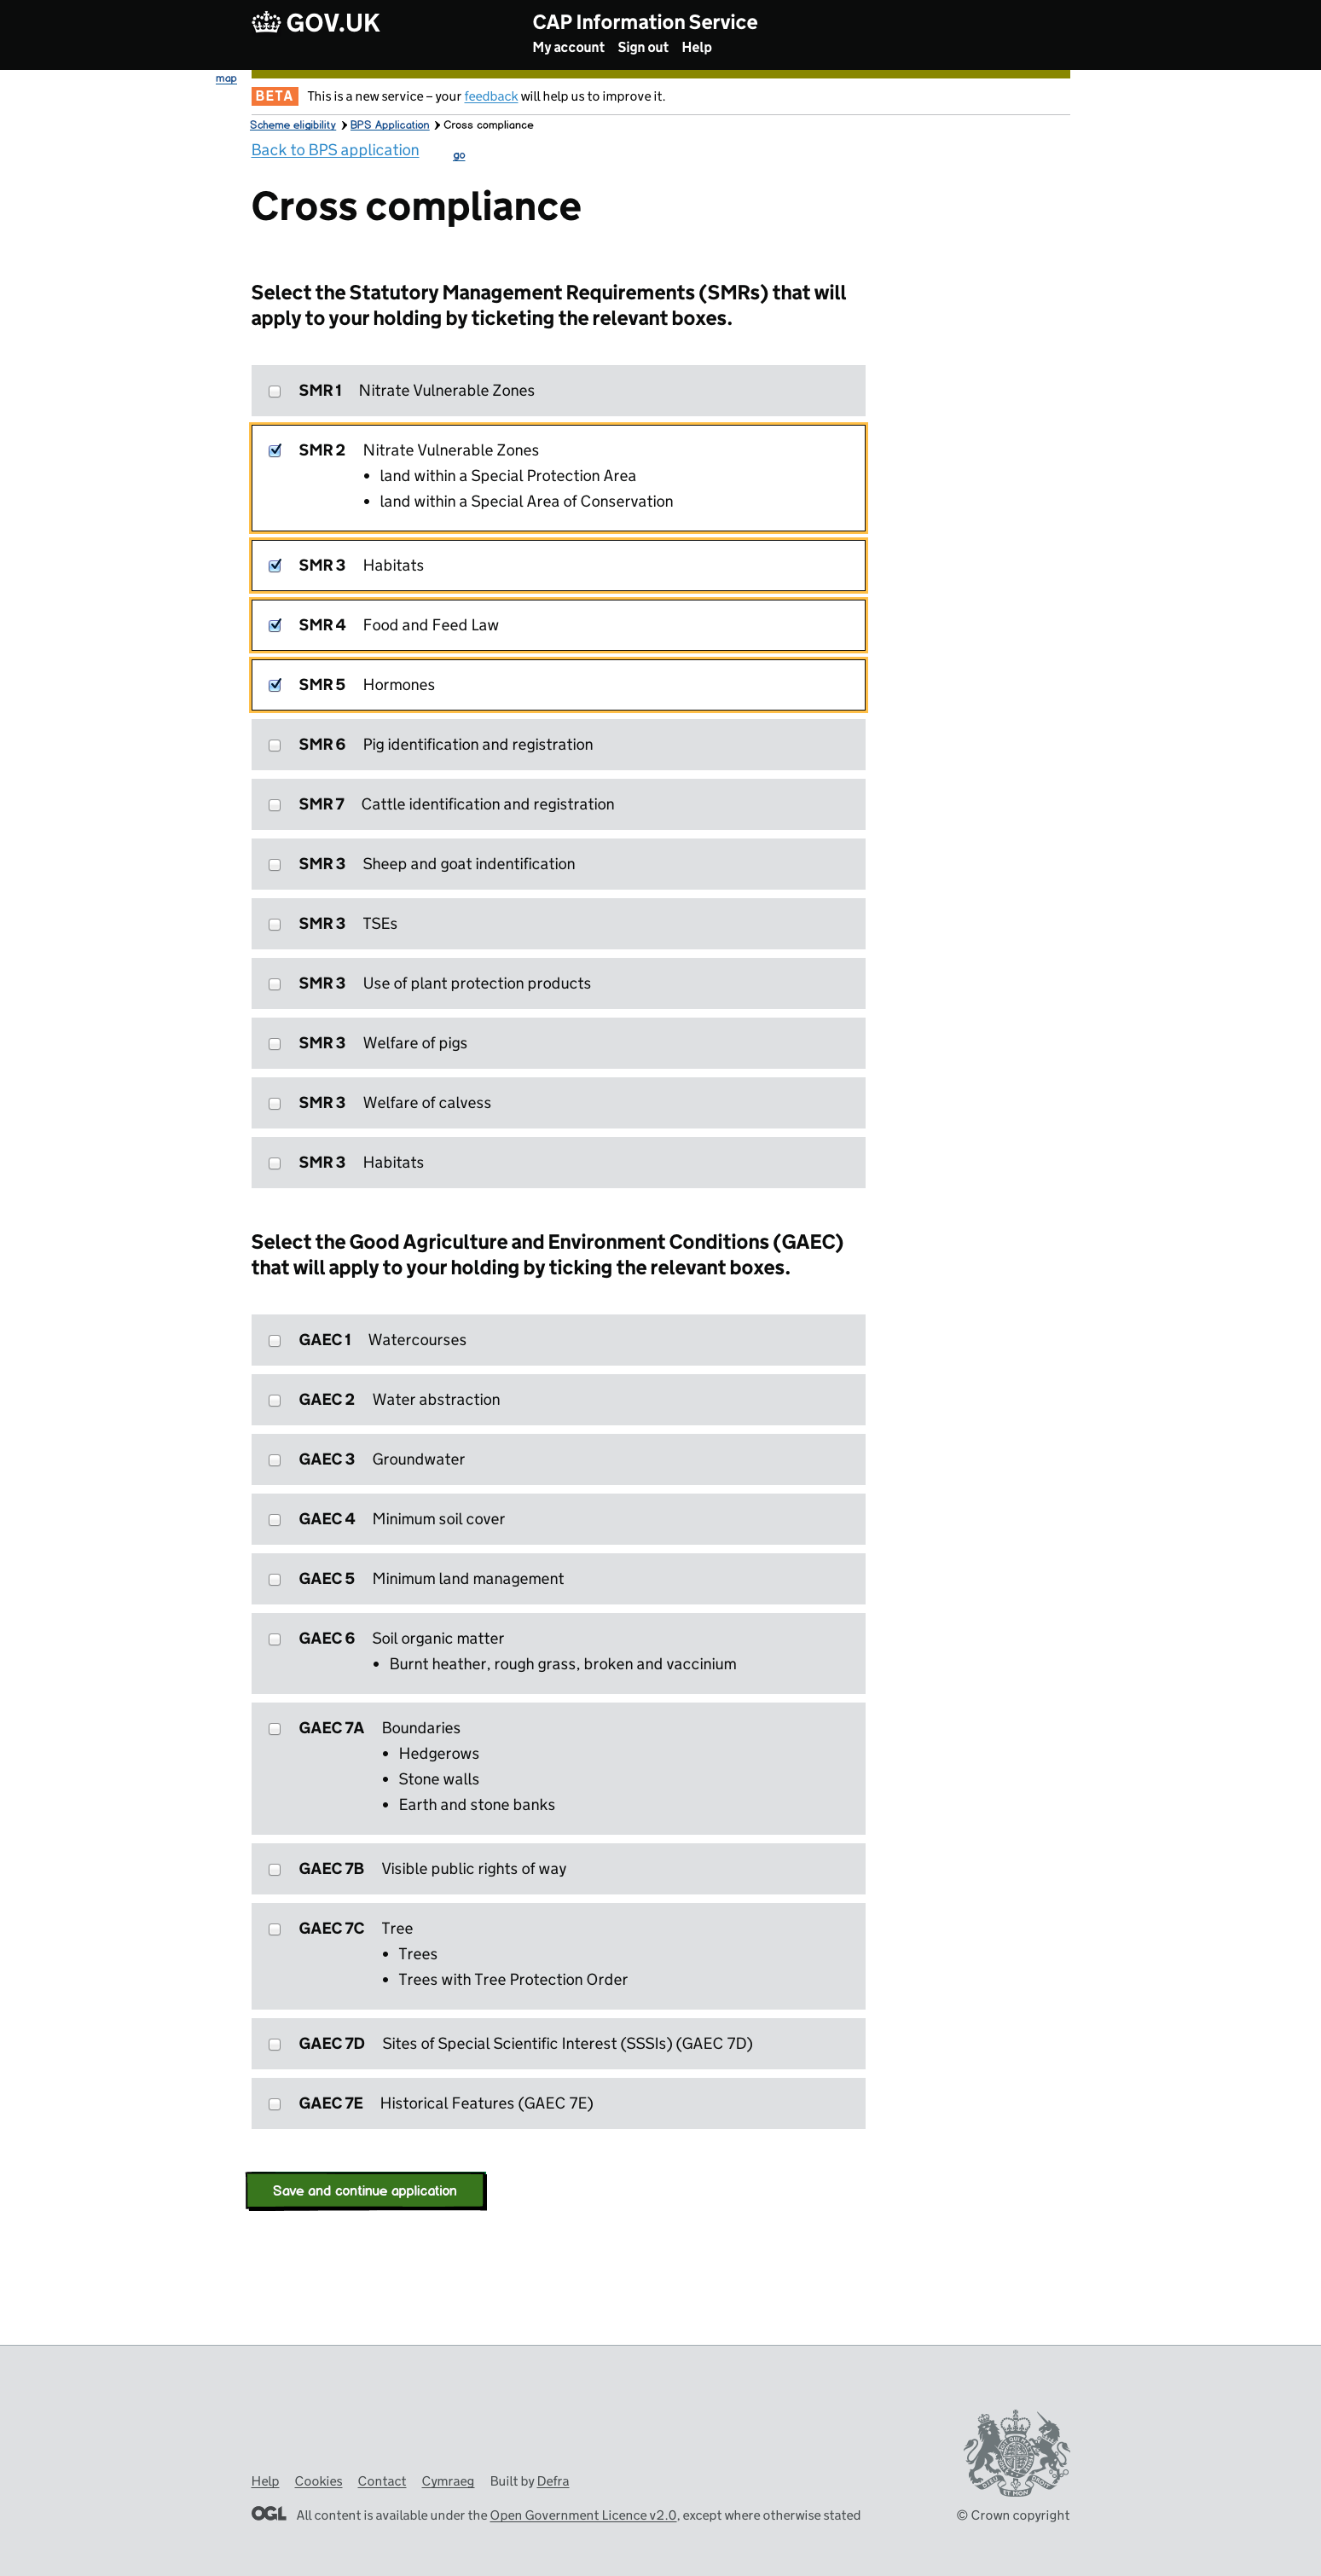 GOV.UK
CAP Information Service
My account Sign out Help
map
BETA This is a new service – your feedback will help us to improve it.
Scheme eligibility BPS Application Cross compliance
Back to BPS application
go
Cross compliance
Select the Statutory Management Requirements (SMRs) that will
apply to your holding by ticketing the relevant boxes.
SMR 1 Nitrate Vulnerable Zones
SMR 2 Nitrate Vulnerable Zones
• land within a Special Protection Area
• land within a Special Area of Conservation
SMR 3 Habitats
SMR 4 Food and Feed Law
SMR 5 Hormones
SMR 6 Pig identification and registration
SMR 7 Cattle identification and registration
SMR 3 Sheep and goat indentification
SMR 3 TSEs
SMR 3 Use of plant protection products
SMR 3 Welfare of pigs
SMR 3 Welfare of calvess
SMR 3 Habitats
Select the Good Agriculture and Environment Conditions (GAEC)
that will apply to your holding by ticking the relevant boxes.
GAEC 1 Watercourses
GAEC 2 Water abstraction
GAEC 3 Groundwater
GAEC 4 Minimum soil cover
GAEC 5 Minimum land management
GAEC 6 Soil organic matter
• Burnt heather, rough grass, broken and vaccinium
GAEC 7A Boundaries
• Hedgerows
• Stone walls
• Earth and stone banks
GAEC 7B Visible public rights of way
GAEC 7C Tree
• Trees
• Trees with Tree Protection Order
GAEC 7D Sites of Special Scientific Interest (SSSIs) (GAEC 7D)
GAEC 7E Historical Features (GAEC 7E)
Save and continue application
Help Cookies Contact Cymraeg Built by Defra
OGL All content is available under the Open Government Licence v2.0, except where otherwise stated
© Crown copyright